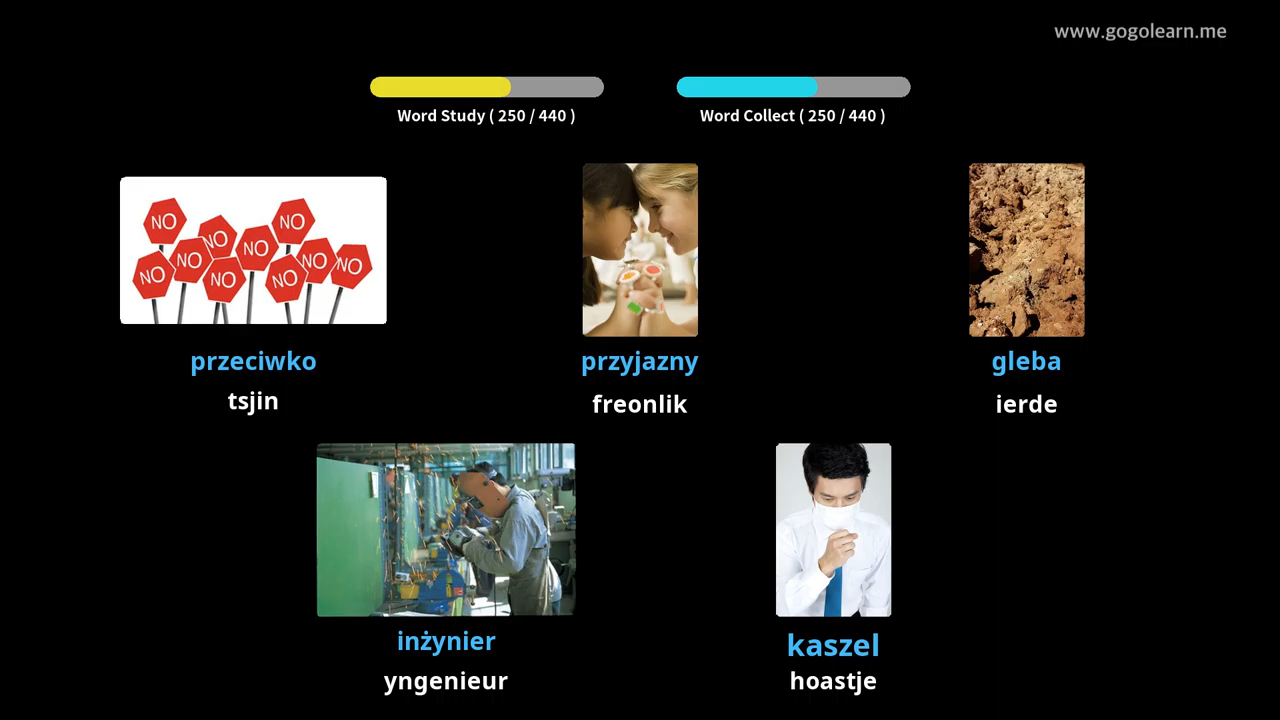 www.gogolearn.me
Word Study ( 250 / 440 )
Word Collect ( 250 / 440 )
NO
NO
NO
NO
NO
NO
NO
NO
NO
NO
przeciwko
tsjin
przyjazny
freonlik
gleba
ierde
inżynier
yngenieur
kaszel
hoastje